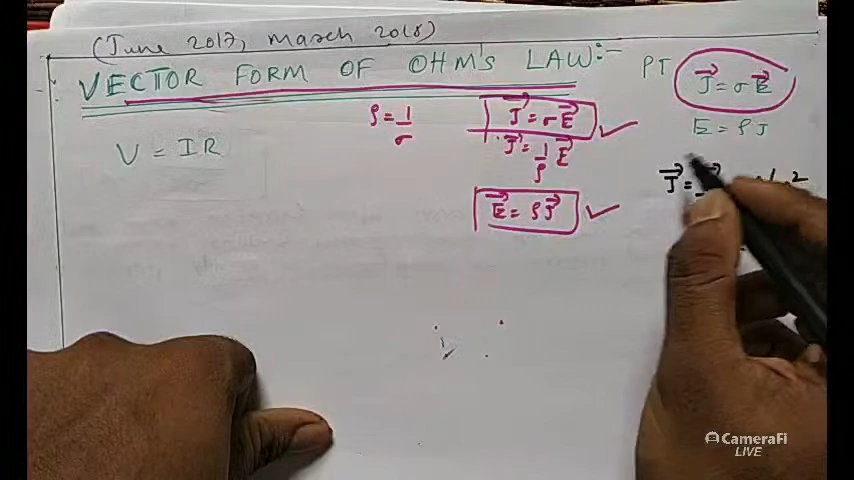 (June 2017, March 2018)
VECTOR FORM OF OHM'S LAW:-
V = IR
ρ = 1/σ
J⃗ = σE⃗
J⃗ = 1/ρ E⃗
E⃗ = ρJ⃗
PT J⃗ = σE⃗
E = ρJ
J⃗ =
CameraFi
LIVE